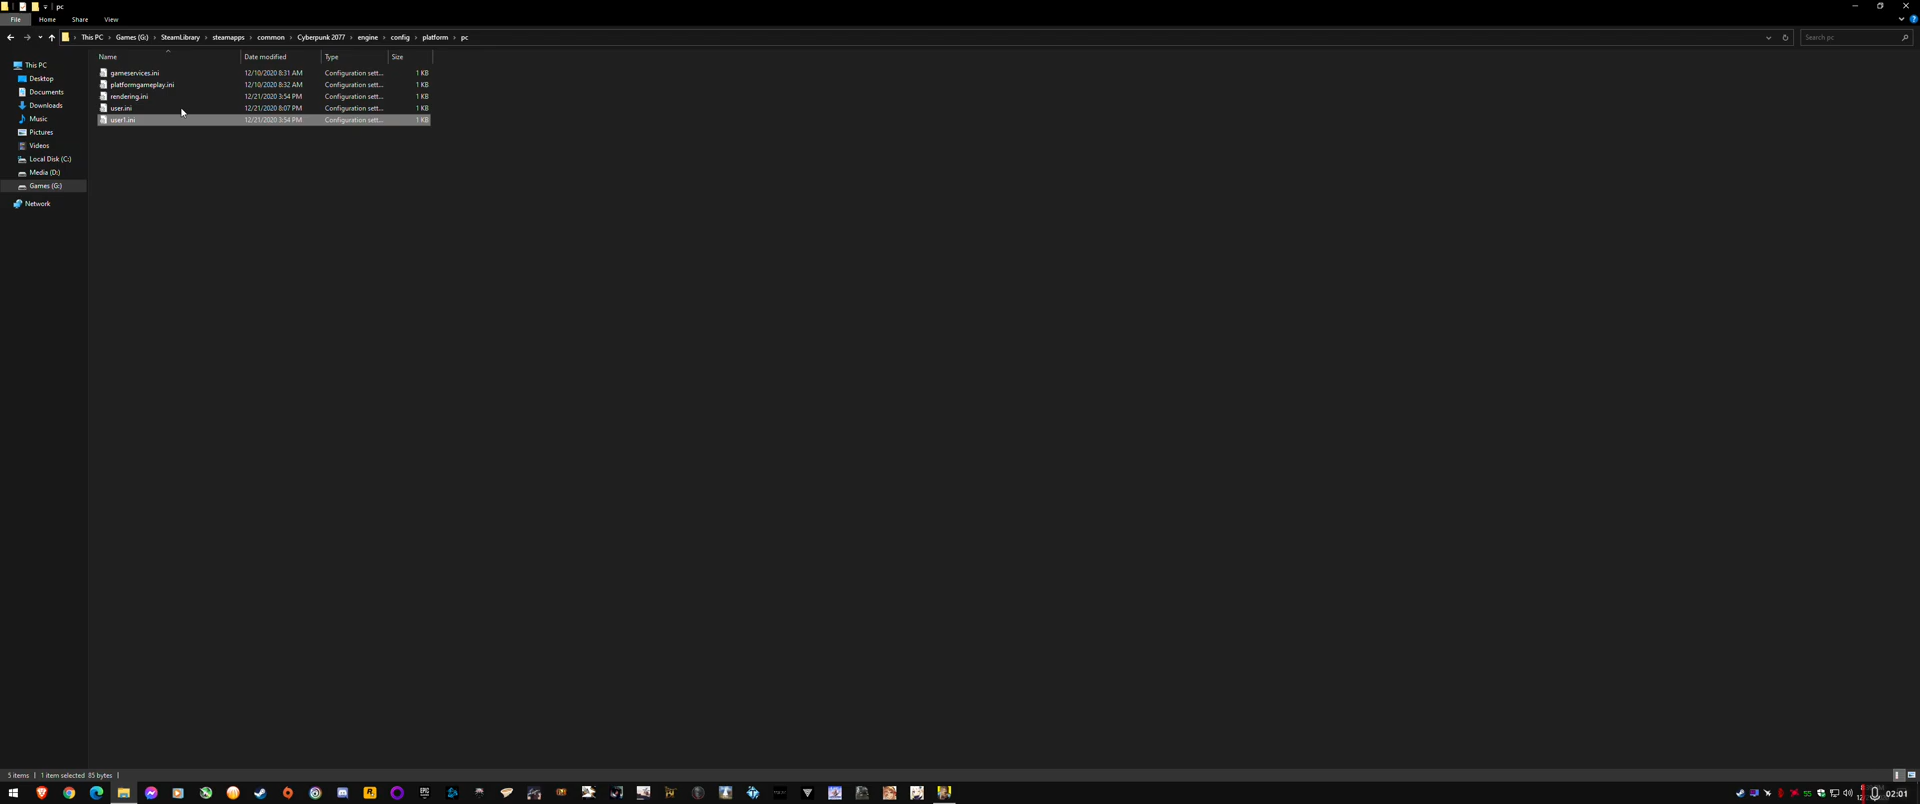 pc
File Home Share View
This PC › Games (G:) › SteamLibrary › steamapps › common › Cyberpunk 2077 › engine › config › platform › pc
Search pc
Name Date modified Type Size
gameservices.ini 12/10/2020 8:31 AM Configuration sett... 1 KB
platformgameplay.ini 12/10/2020 8:32 AM Configuration sett... 1 KB
rendering.ini 12/21/2020 3:54 PM Configuration sett... 1 KB
user.ini 12/21/2020 8:07 PM Configuration sett... 1 KB
user1.ini 12/21/2020 3:54 PM Configuration sett... 1 KB
This PC
Desktop
Documents
Downloads
Music
Pictures
Videos
Local Disk (C:)
Media (D:)
Games (G:)
Network
5 items 1 item selected 85 bytes
EPIC
55
02:01